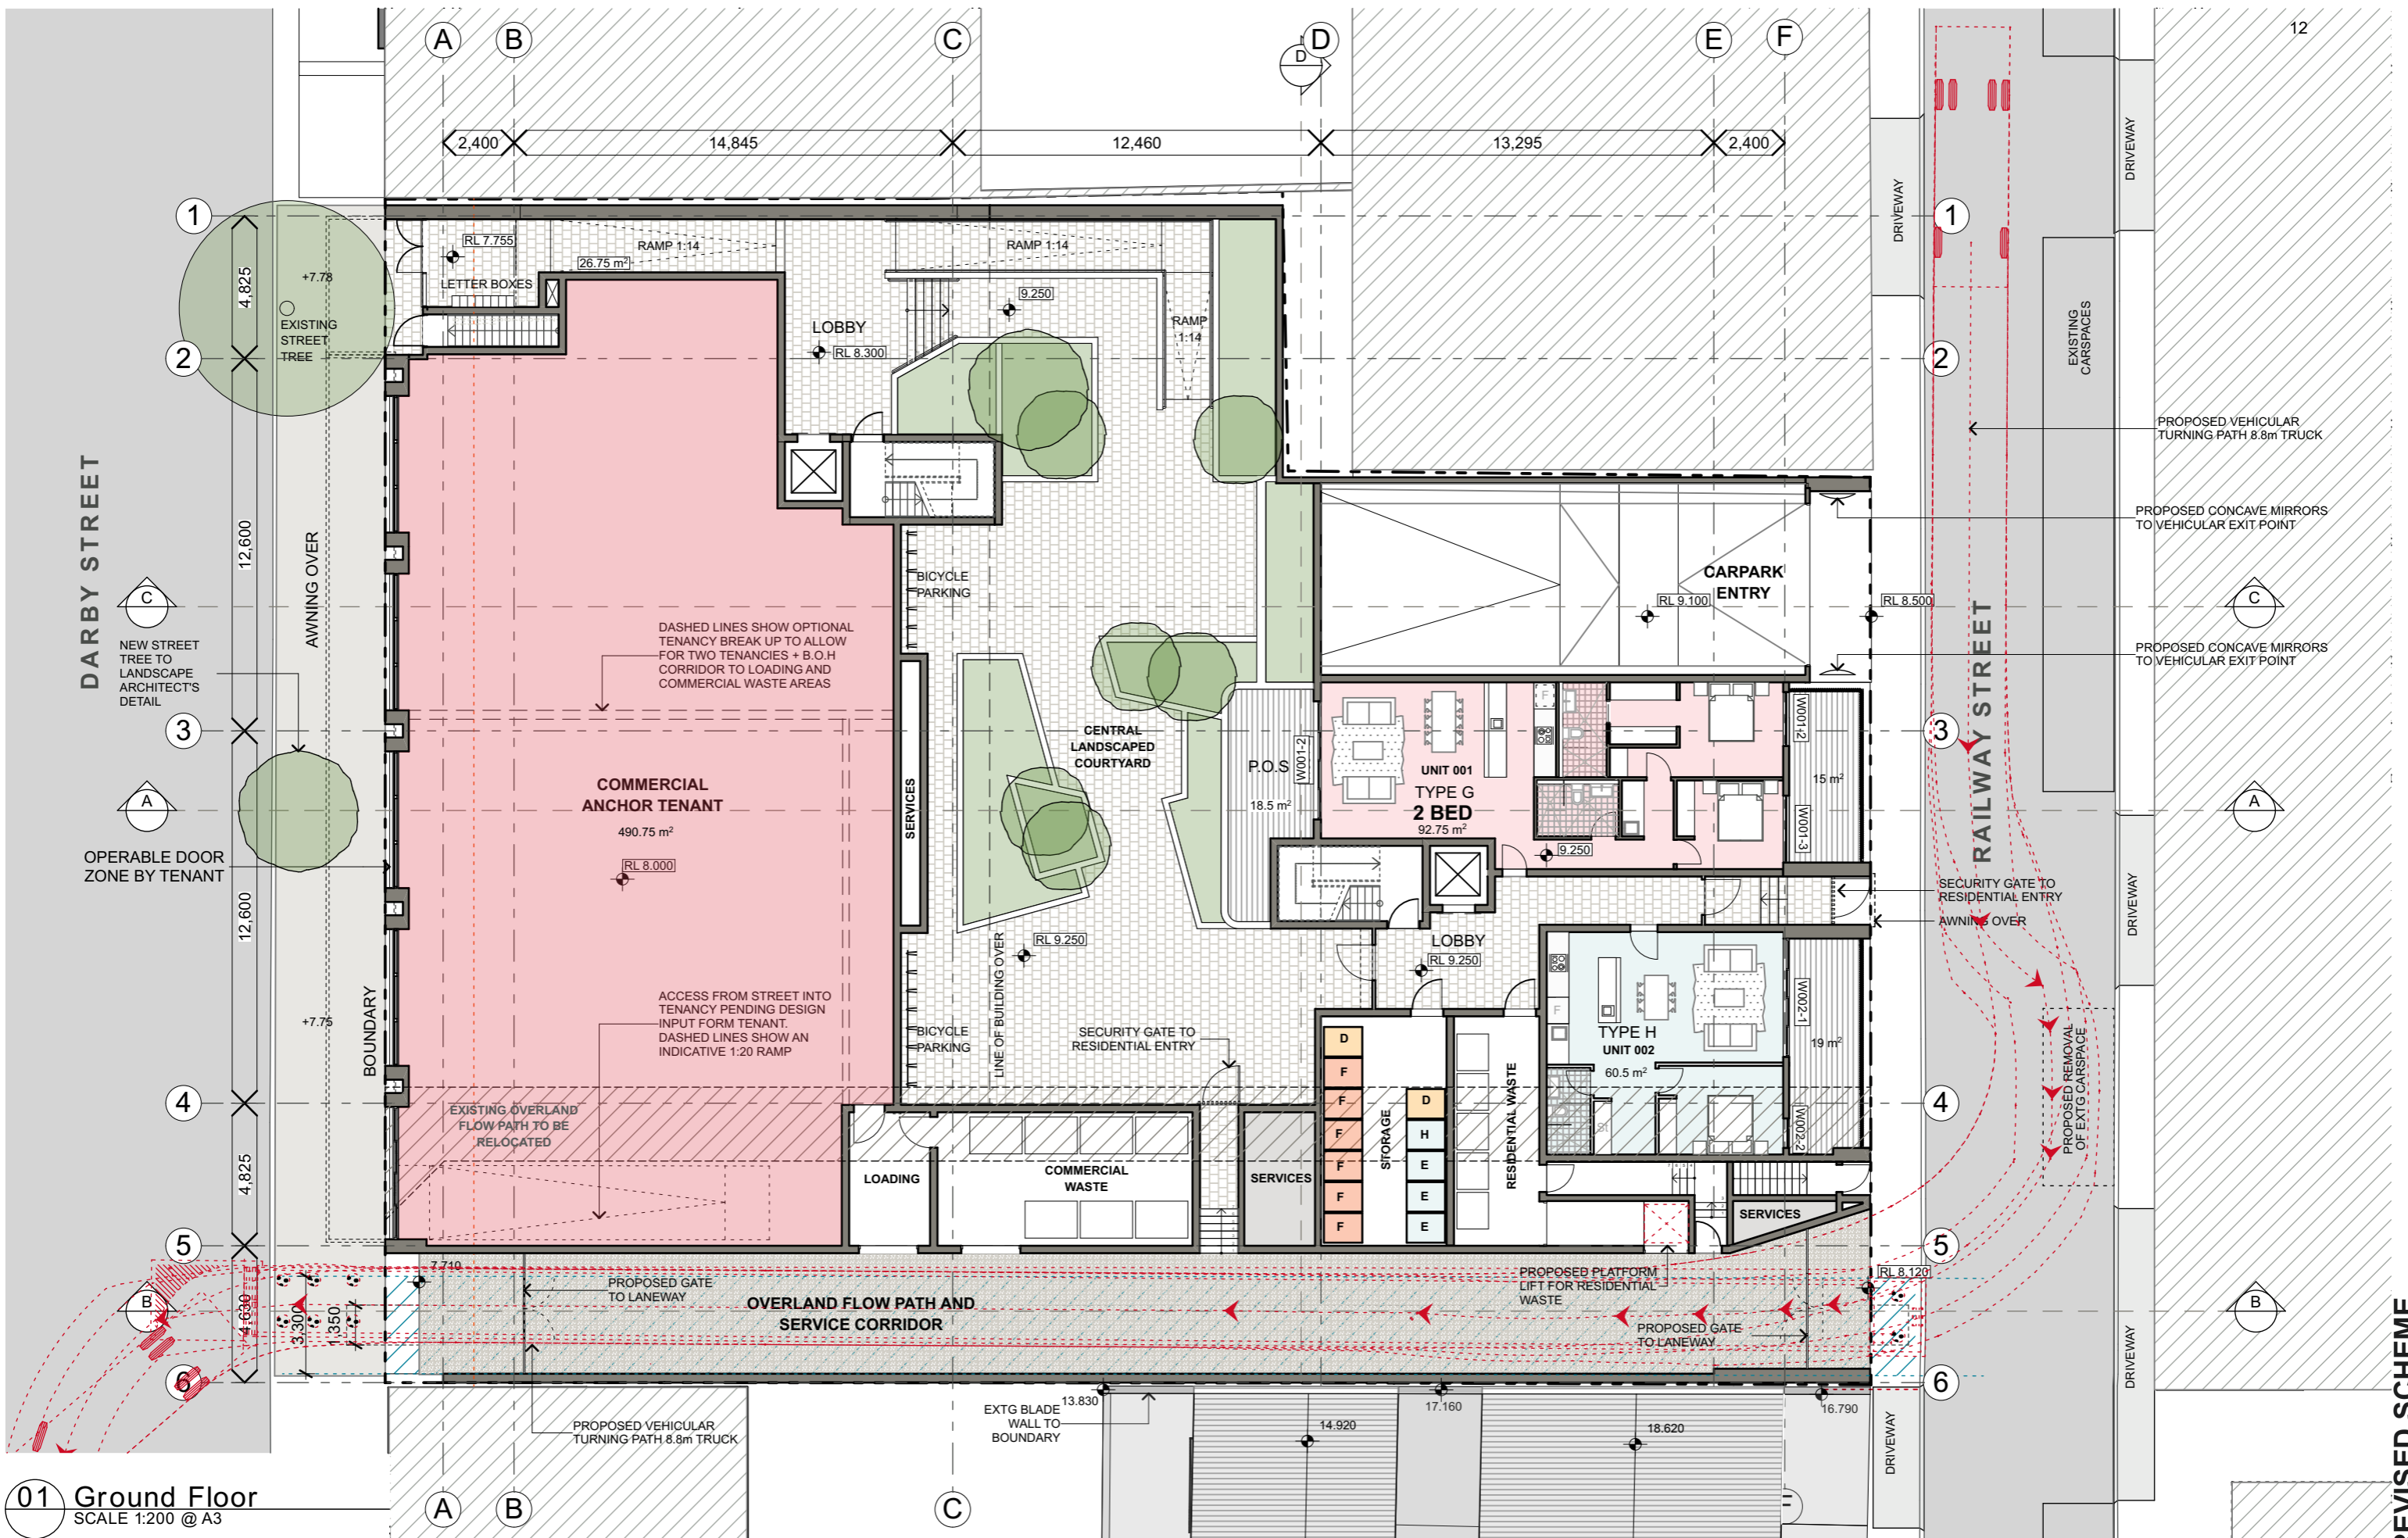 A
B
C
D
D
E
F
12
2,400
14,845
12,460
13,295
2,400
1
2
3
4
5
6
4,825
12,600
12,600
4,825
4,630
3,300
1,350
DARBY STREET
AWNING OVER
BOUNDARY
EXISTING
STREET
TREE
+7.78
+7.75
C
NEW STREET
TREE TO
LANDSCAPE
ARCHITECT'S
DETAIL
A
OPERABLE DOOR
ZONE BY TENANT
B
RL 7.755
LETTER BOXES
26.75 m²
RAMP 1:14
RAMP 1:14
RAMP
1:14
9.250
LOBBY
RL 8.300
DASHED LINES SHOW OPTIONAL
TENANCY BREAK UP TO ALLOW
FOR TWO TENANCIES + B.O.H
CORRIDOR TO LOADING AND
COMMERCIAL WASTE AREAS
COMMERCIAL
ANCHOR TENANT
490.75 m²
RL 8.000
ACCESS FROM STREET INTO
TENANCY PENDING DESIGN
INPUT FORM TENANT.
DASHED LINES SHOW AN
INDICATIVE 1:20 RAMP
EXISTING OVERLAND
FLOW PATH TO BE
RELOCATED
BICYCLE
PARKING
SERVICES
BICYCLE
PARKING
LINE OF BUILDING OVER
CENTRAL
LANDSCAPED
COURTYARD
RL 9.250
SECURITY GATE TO
RESIDENTIAL ENTRY
P.O.S
18.5 m²
W001-2
CARPARK
ENTRY
RL 9.100
RL 8.500
UNIT 001
TYPE G
2 BED
92.75 m²
9.250
F
W001-2
W001-3
15 m²
LOBBY
RL 9.250
TYPE H
UNIT 002
60.5 m²
F
St
W002-1
W002-2
19 m²
LOADING
COMMERCIAL
WASTE
SERVICES
STORAGE
D
F
F
F
F
F
F
D
H
E
E
E
RESIDENTIAL WASTE
SERVICES
7.710
PROPOSED GATE
TO LANEWAY
OVERLAND FLOW PATH AND
SERVICE CORRIDOR
PROPOSED PLATFORM
LIFT FOR RESIDENTIAL
WASTE
PROPOSED GATE
TO LANEWAY
RL 8.120
PROPOSED VEHICULAR
TURNING PATH 8.8m TRUCK
EXTG BLADE
WALL TO
BOUNDARY
13.830
14.920
17.160
18.620
16.790
DRIVEWAY
DRIVEWAY
DRIVEWAY
DRIVEWAY
DRIVEWAY
1
2
3
4
5
6
EXISTING
CARSPACES
PROPOSED VEHICULAR
TURNING PATH 8.8m TRUCK
PROPOSED CONCAVE MIRRORS
TO VEHICULAR EXIT POINT
PROPOSED CONCAVE MIRRORS
TO VEHICULAR EXIT POINT
RAILWAY STREET
C
A
B
SECURITY GATE TO
RESIDENTIAL ENTRY
AWNING OVER
PROPOSED REMOVAL
OF EXTG CARSPACE
A
B
C
01
Ground Floor
SCALE 1:200 @ A3